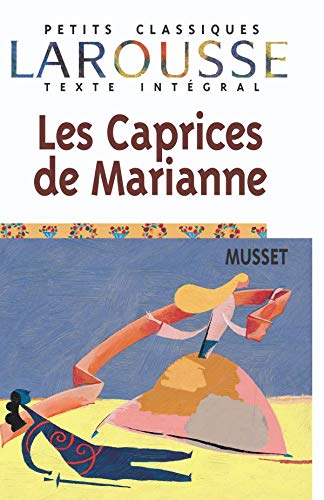 PETITS CLASSIQUES
LAROUSSE
TEXTE INTÉGRAL
Les Caprices
de Marianne
MUSSET